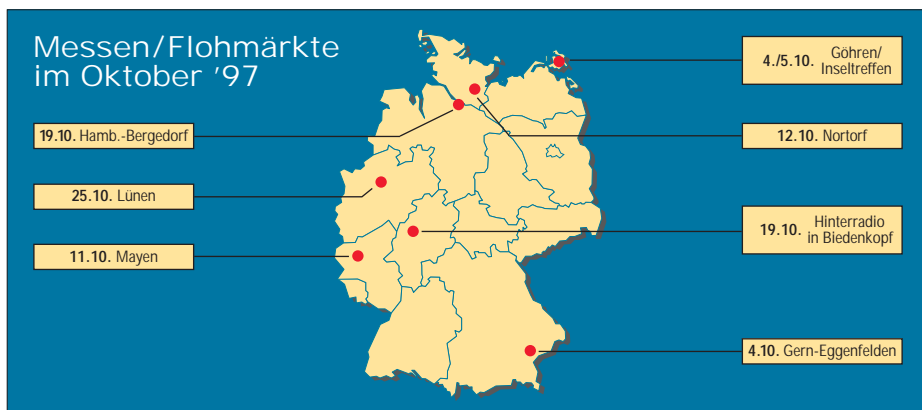 Messen/Flohmärkte
im Oktober '97
19.10. Hamb.-Bergedorf
25.10. Lünen
11.10. Mayen
4./5.10. Göhren/
Inseltreffen
12.10. Nortorf
19.10. Hinterradio
in Biedenkopf
4.10. Gern-Eggenfelden